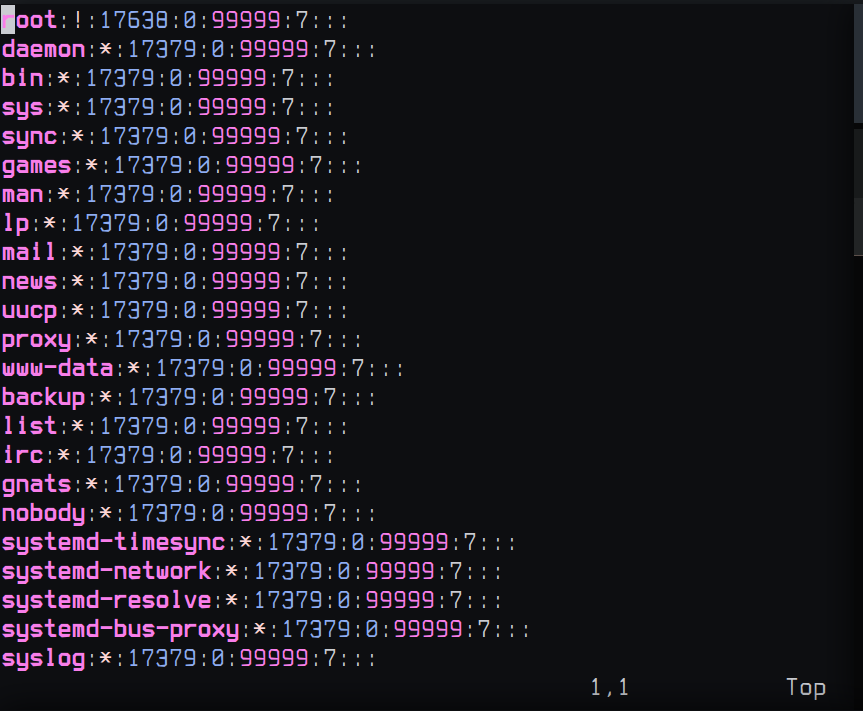 root:!:17638:0:99999:7:::
daemon:*:17379:0:99999:7:::
bin:*:17379:0:99999:7:::
sys:*:17379:0:99999:7:::
sync:*:17379:0:99999:7:::
games:*:17379:0:99999:7:::
man:*:17379:0:99999:7:::
lp:*:17379:0:99999:7:::
mail:*:17379:0:99999:7:::
news:*:17379:0:99999:7:::
uucp:*:17379:0:99999:7:::
proxy:*:17379:0:99999:7:::
www-data:*:17379:0:99999:7:::
backup:*:17379:0:99999:7:::
list:*:17379:0:99999:7:::
irc:*:17379:0:99999:7:::
gnats:*:17379:0:99999:7:::
nobody:*:17379:0:99999:7:::
systemd-timesync:*:17379:0:99999:7:::
systemd-network:*:17379:0:99999:7:::
systemd-resolve:*:17379:0:99999:7:::
systemd-bus-proxy:*:17379:0:99999:7:::
syslog:*:17379:0:99999:7:::
1,1 Top